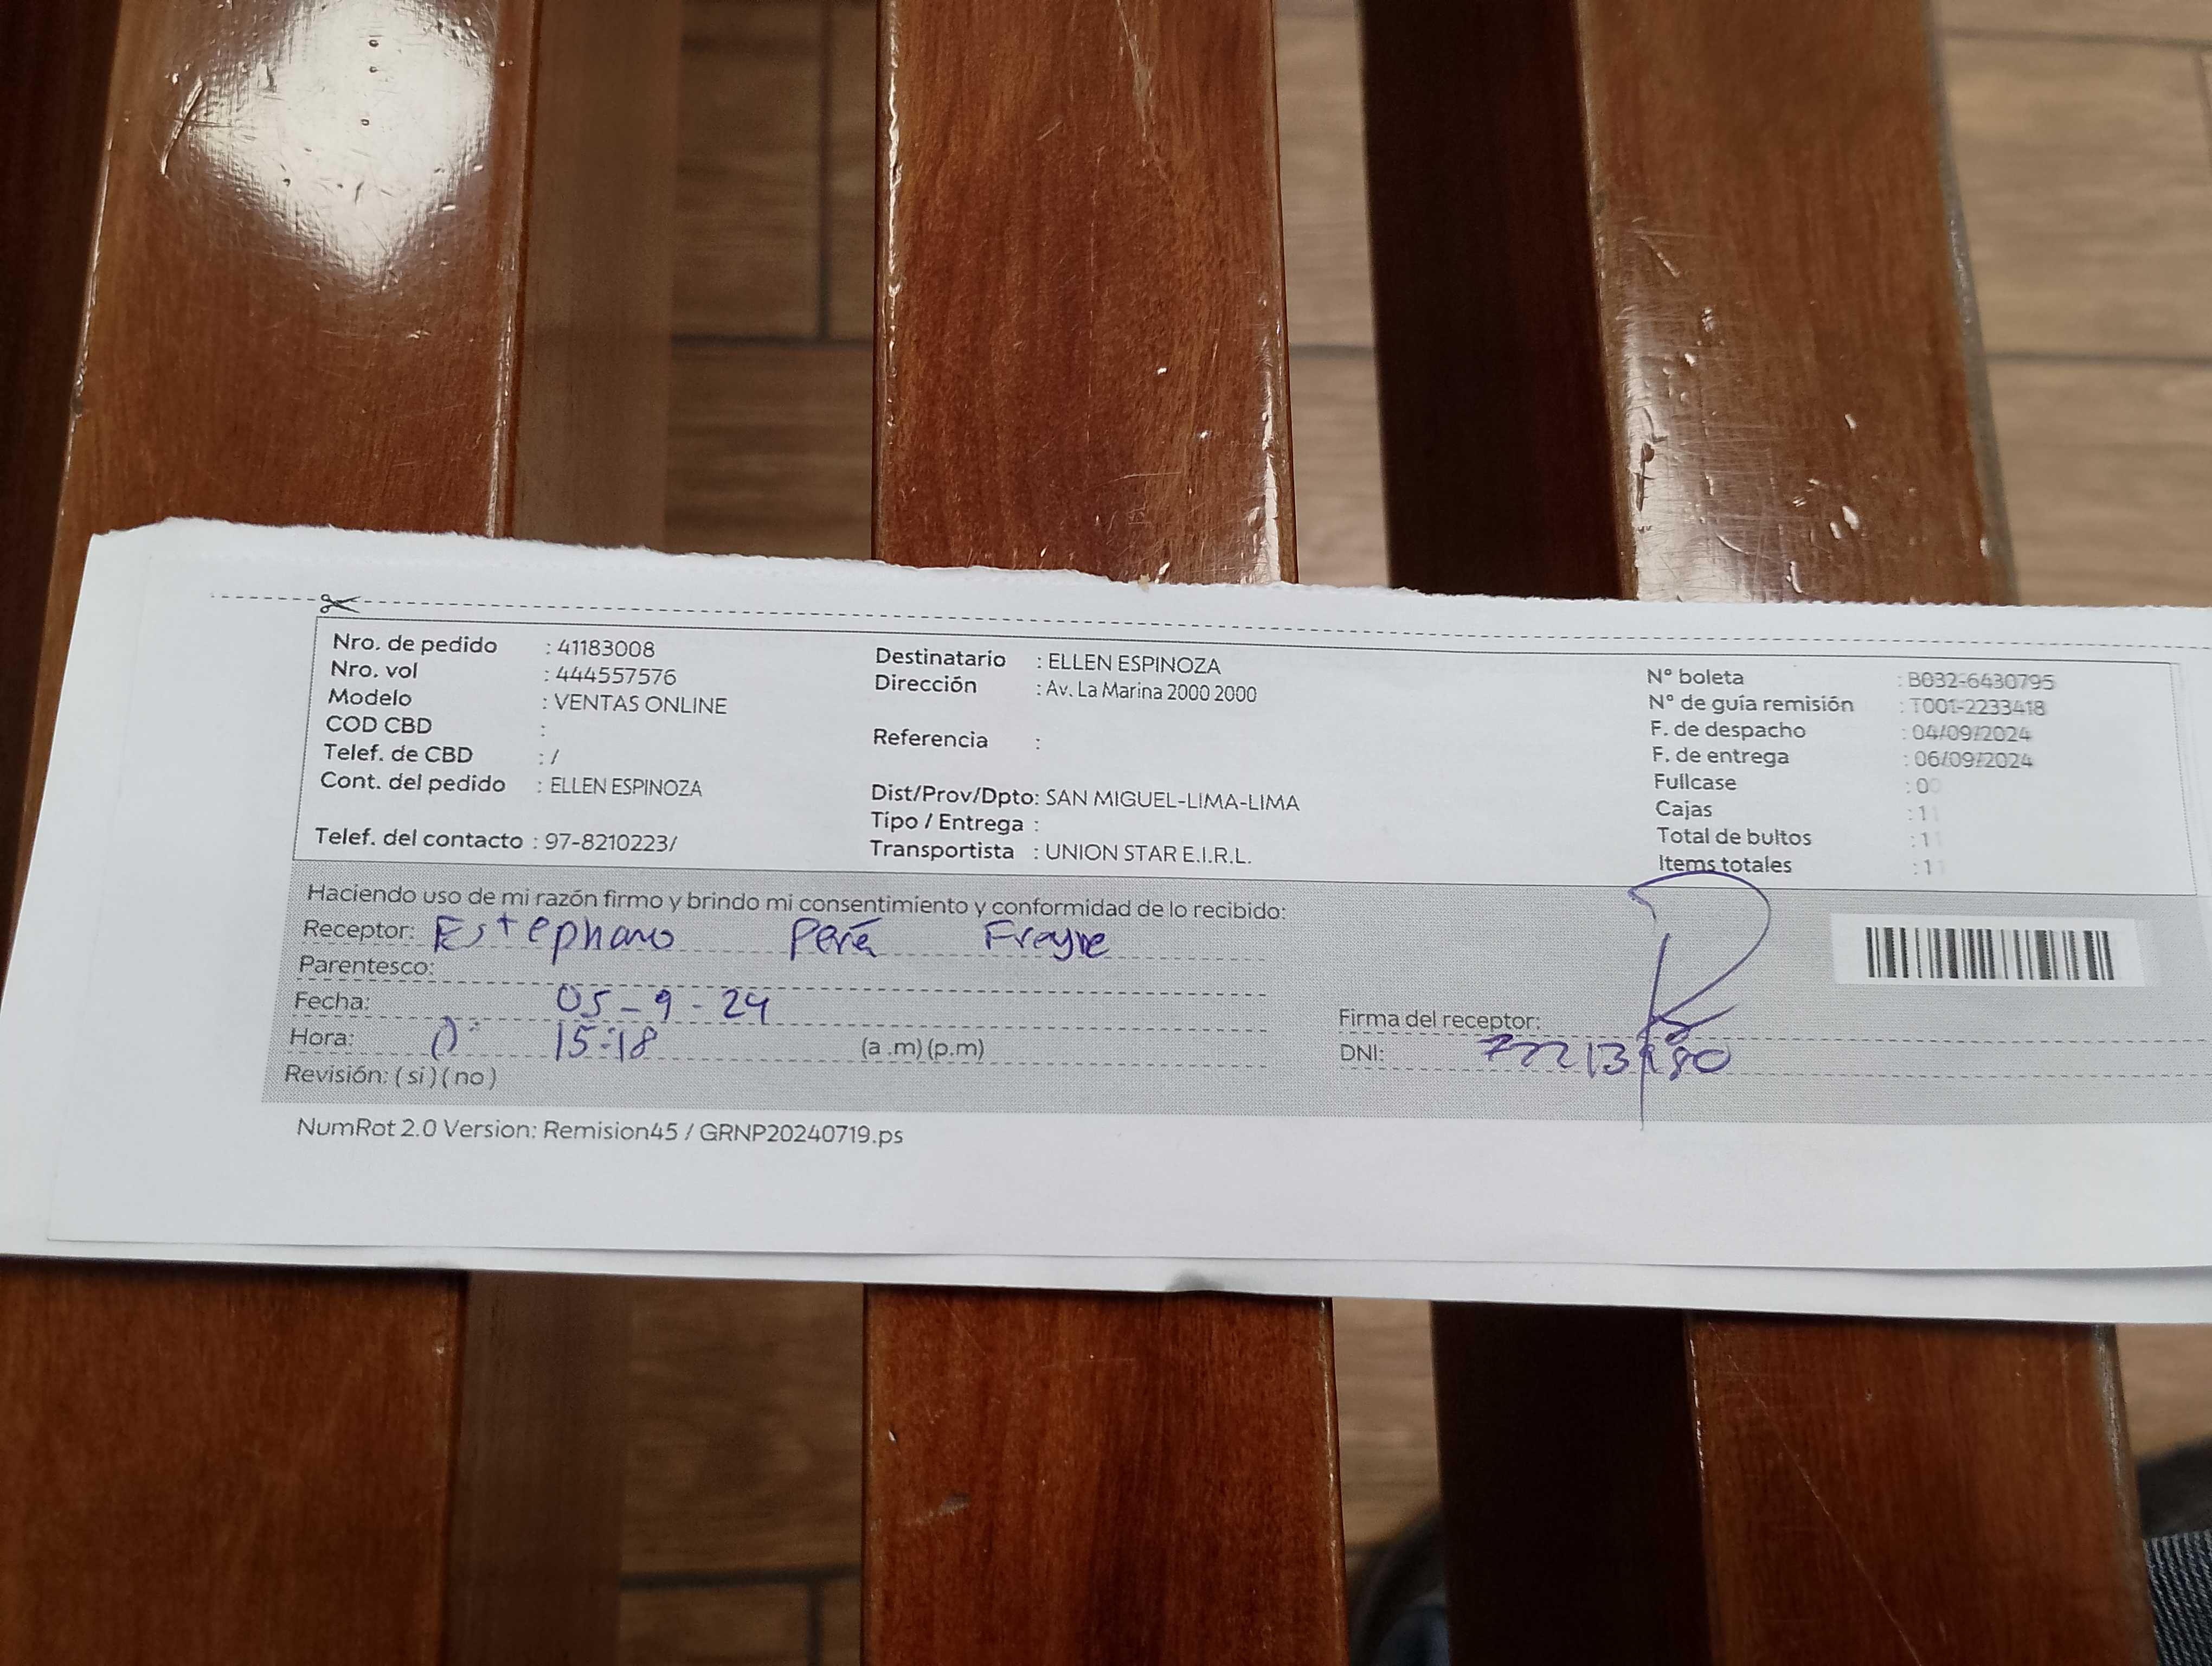 Nro. de pedido : 41183008
Nro. vol : 444557576
Modelo : VENTAS ONLINE
COD CBD :
Telef. de CBD : /
Cont. del pedido : ELLEN ESPINOZA
Telef. del contacto : 97-8210223/
Destinatario : ELLEN ESPINOZA
Dirección : Av. La Marina 2000 2000
Referencia :
Dist/Prov/Dpto: SAN MIGUEL-LIMA-LIMA
Tipo / Entrega :
Transportista : UNION STAR E.I.R.L.
N° boleta : B032-6430795
N° de guía remisión : T001-2233418
F. de despacho : 04/09/2024
F. de entrega : 06/09/2024
Fullcase : 0
Cajas : 1
Total de bultos : 1
Items totales : 1
Haciendo uso de mi razón firmo y brindo mi consentimiento y conformidad de lo recibido:
Receptor: Estephano Freyre
Parentesco:
Fecha: 05-9-24
Hora: 15:18 (a .m) (p.m)
Revisión: ( si ) ( no )
Firma del receptor:
DNI:
NumRot 2.0 Version: Remision45 / GRNP20240719.ps